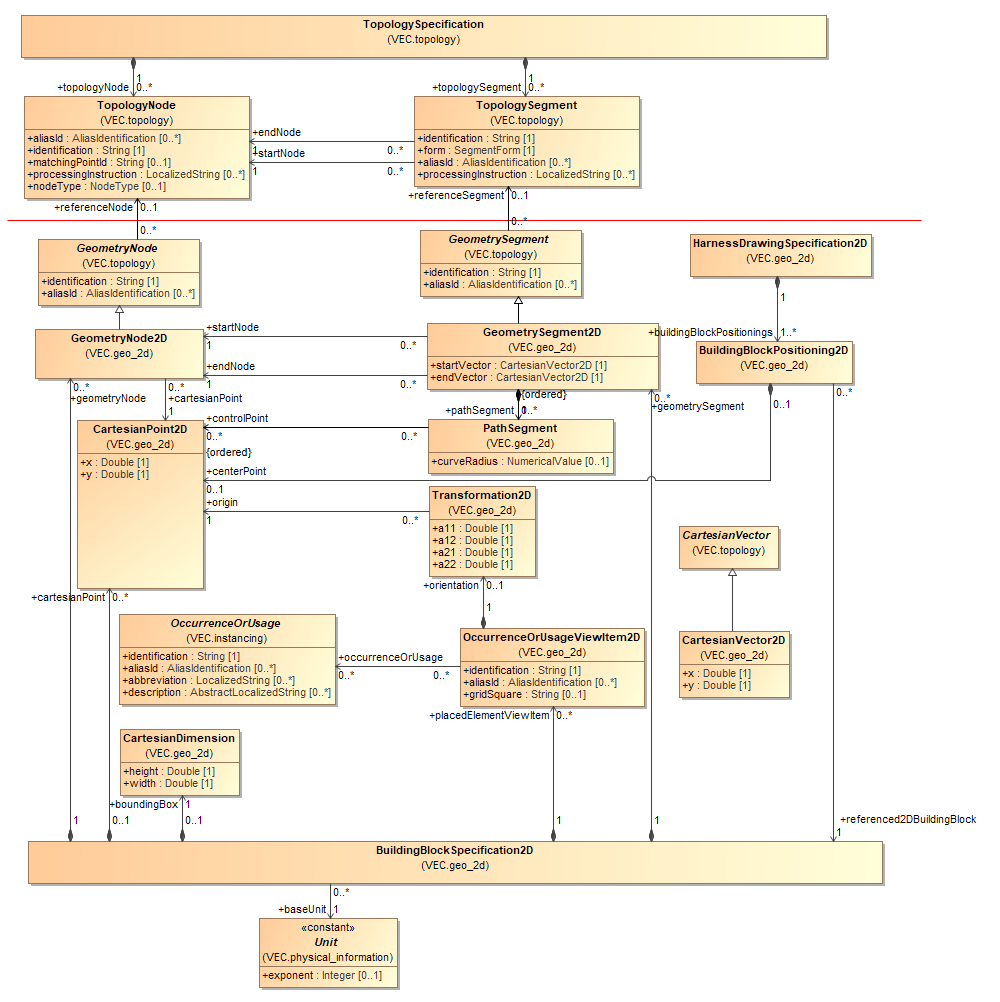 TopologySpecification
(VEC.topology)
1
1
+topologyNode
0..*
+topologySegment
0..*
TopologyNode
(VEC.topology)
+aliasId : AliasIdentification [0..*]
+identification : String [1]
+matchingPointId : String [0..1]
+processingInstruction : LocalizedString [0..*]
+nodeType : NodeType [0..1]
TopologySegment
(VEC.topology)
+identification : String [1]
+form : SegmentForm [1]
+aliasId : AliasIdentification [0..*]
+processingInstruction : LocalizedString [0..*]
+endNode
1
0..*
+startNode
1
0..*
+referenceNode
0..1
0..*
+referenceSegment
0..1
0..*
GeometryNode
(VEC.topology)
+identification : String [1]
+aliasId : AliasIdentification [0..*]
GeometrySegment
(VEC.topology)
+identification : String [1]
+aliasId : AliasIdentification [0..*]
HarnessDrawingSpecification2D
(VEC.geo_2d)
1
+buildingBlockPositionings
1..*
GeometryNode2D
(VEC.geo_2d)
+startNode
1
0..*
+endNode
1
0..*
GeometrySegment2D
(VEC.geo_2d)
+startVector : CartesianVector2D [1]
+endVector : CartesianVector2D [1]
BuildingBlockPositioning2D
(VEC.geo_2d)
0..1
0..*
0..*
+geometryNode
0..*
+cartesianPoint
1
{ordered}
1
+pathSegment
0..*
0..*
+geometrySegment
CartesianPoint2D
(VEC.geo_2d)
+x : Double [1]
+y : Double [1]
+controlPoint
0..*
0..*
{ordered}
+centerPoint
0..1
+origin
1
0..*
PathSegment
(VEC.geo_2d)
+curveRadius : NumericalValue [0..1]
Transformation2D
(VEC.geo_2d)
+a11 : Double [1]
+a12 : Double [1]
+a21 : Double [1]
+a22 : Double [1]
+orientation
0..1
1
CartesianVector
(VEC.topology)
CartesianVector2D
(VEC.geo_2d)
+x : Double [1]
+y : Double [1]
+cartesianPoint
0..*
OccurrenceOrUsage
(VEC.instancing)
+identification : String [1]
+aliasId : AliasIdentification [0..*]
+abbreviation : LocalizedString [0..*]
+description : AbstractLocalizedString [0..*]
+occurrenceOrUsage
0..*
0..*
OccurrenceOrUsageViewItem2D
(VEC.geo_2d)
+identification : String [1]
+aliasId : AliasIdentification [0..*]
+gridSquare : String [0..1]
+placedElementViewItem
0..*
CartesianDimension
(VEC.geo_2d)
+height : Double [1]
+width : Double [1]
+boundingBox
1
1
0..1
0..1
1
1
+referenced2DBuildingBlock
1
BuildingBlockSpecification2D
(VEC.geo_2d)
0..*
+baseUnit
1
«constant»
Unit
(VEC.physical_information)
+exponent : Integer [0..1]